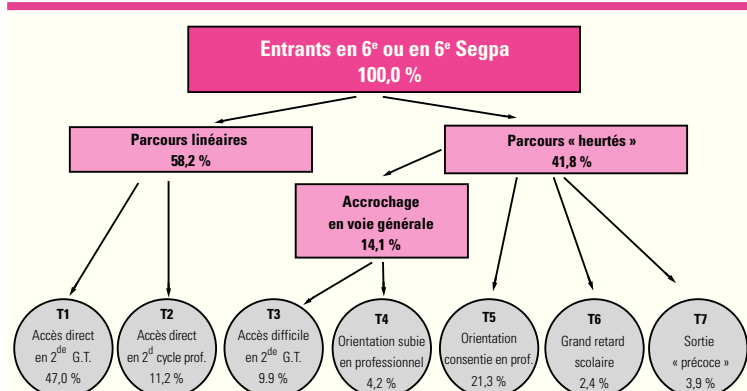 Entrants en 6e ou en 6e Segpa
100,0 %
Parcours linéaires
58,2 %
Parcours « heurtés »
41,8 %
Accrochage
en voie générale
14,1 %
T1
Accès direct
en 2de G.T.
47,0 %
T2
Accès direct
en 2d cycle prof.
11,2 %
T3
Accès difficile
en 2de G.T.
9.9 %
T4
Orientation subie
en professionnel
4,2 %
T5
Orientation
consentie en prof.
21,3 %
T6
Grand retard
scolaire
2,4 %
T7
Sortie
« précoce »
3,9 %